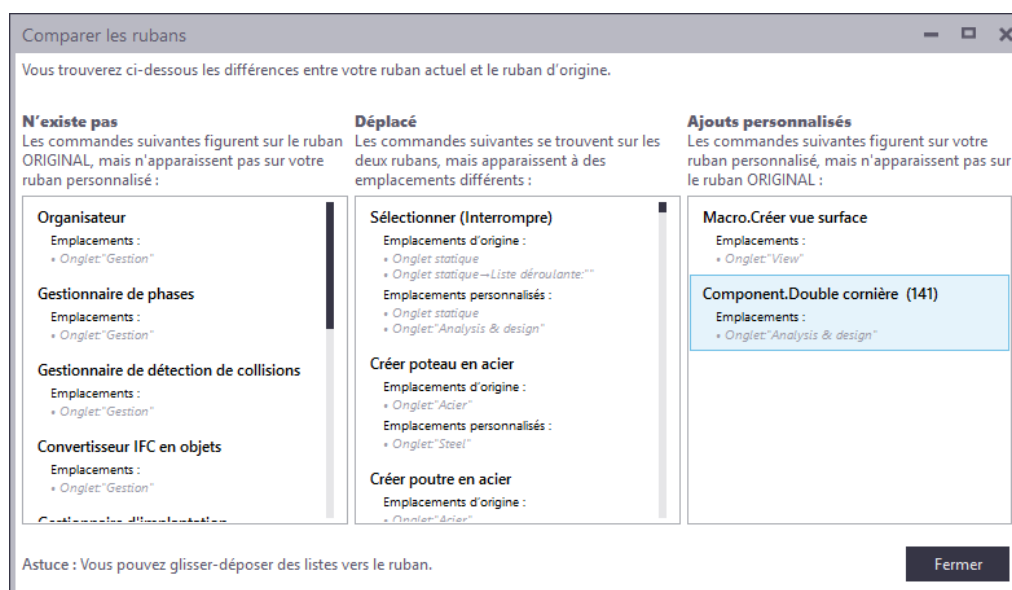 Comparer les rubans
Vous trouverez ci-dessous les différences entre votre ruban actuel et le ruban d'origine.
N'existe pas
Les commandes suivantes figurent sur le ruban
ORIGINAL, mais n'apparaissent pas sur votre
ruban personnalisé :
Organisateur
Emplacements :
• Onglet:"Gestion"
Gestionnaire de phases
Emplacements :
• Onglet:"Gestion"
Gestionnaire de détection de collisions
Emplacements :
• Onglet:"Gestion"
Convertisseur IFC en objets
Emplacements :
• Onglet:"Gestion"
Gestionnaire d'implantation
Déplacé
Les commandes suivantes se trouvent sur les
deux rubans, mais apparaissent à des
emplacements différents :
Sélectionner (Interrompre)
Emplacements d'origine :
• Onglet statique
• Onglet statique→Liste déroulante:""
Emplacements personnalisés :
• Onglet statique
• Onglet:"Analysis & design"
Créer poteau en acier
Emplacements d'origine :
• Onglet:"Acier"
Emplacements personnalisés :
• Onglet:"Steel"
Créer poutre en acier
Emplacements d'origine :
• Onglet:"Acier"
Ajouts personnalisés
Les commandes suivantes figurent sur votre
ruban personnalisé, mais n'apparaissent pas sur
le ruban ORIGINAL :
Macro.Créer vue surface
Emplacements :
• Onglet:"View"
Component.Double cornière (141)
Emplacements :
• Onglet:"Analysis & design"
Astuce : Vous pouvez glisser-déposer des listes vers le ruban.
Fermer